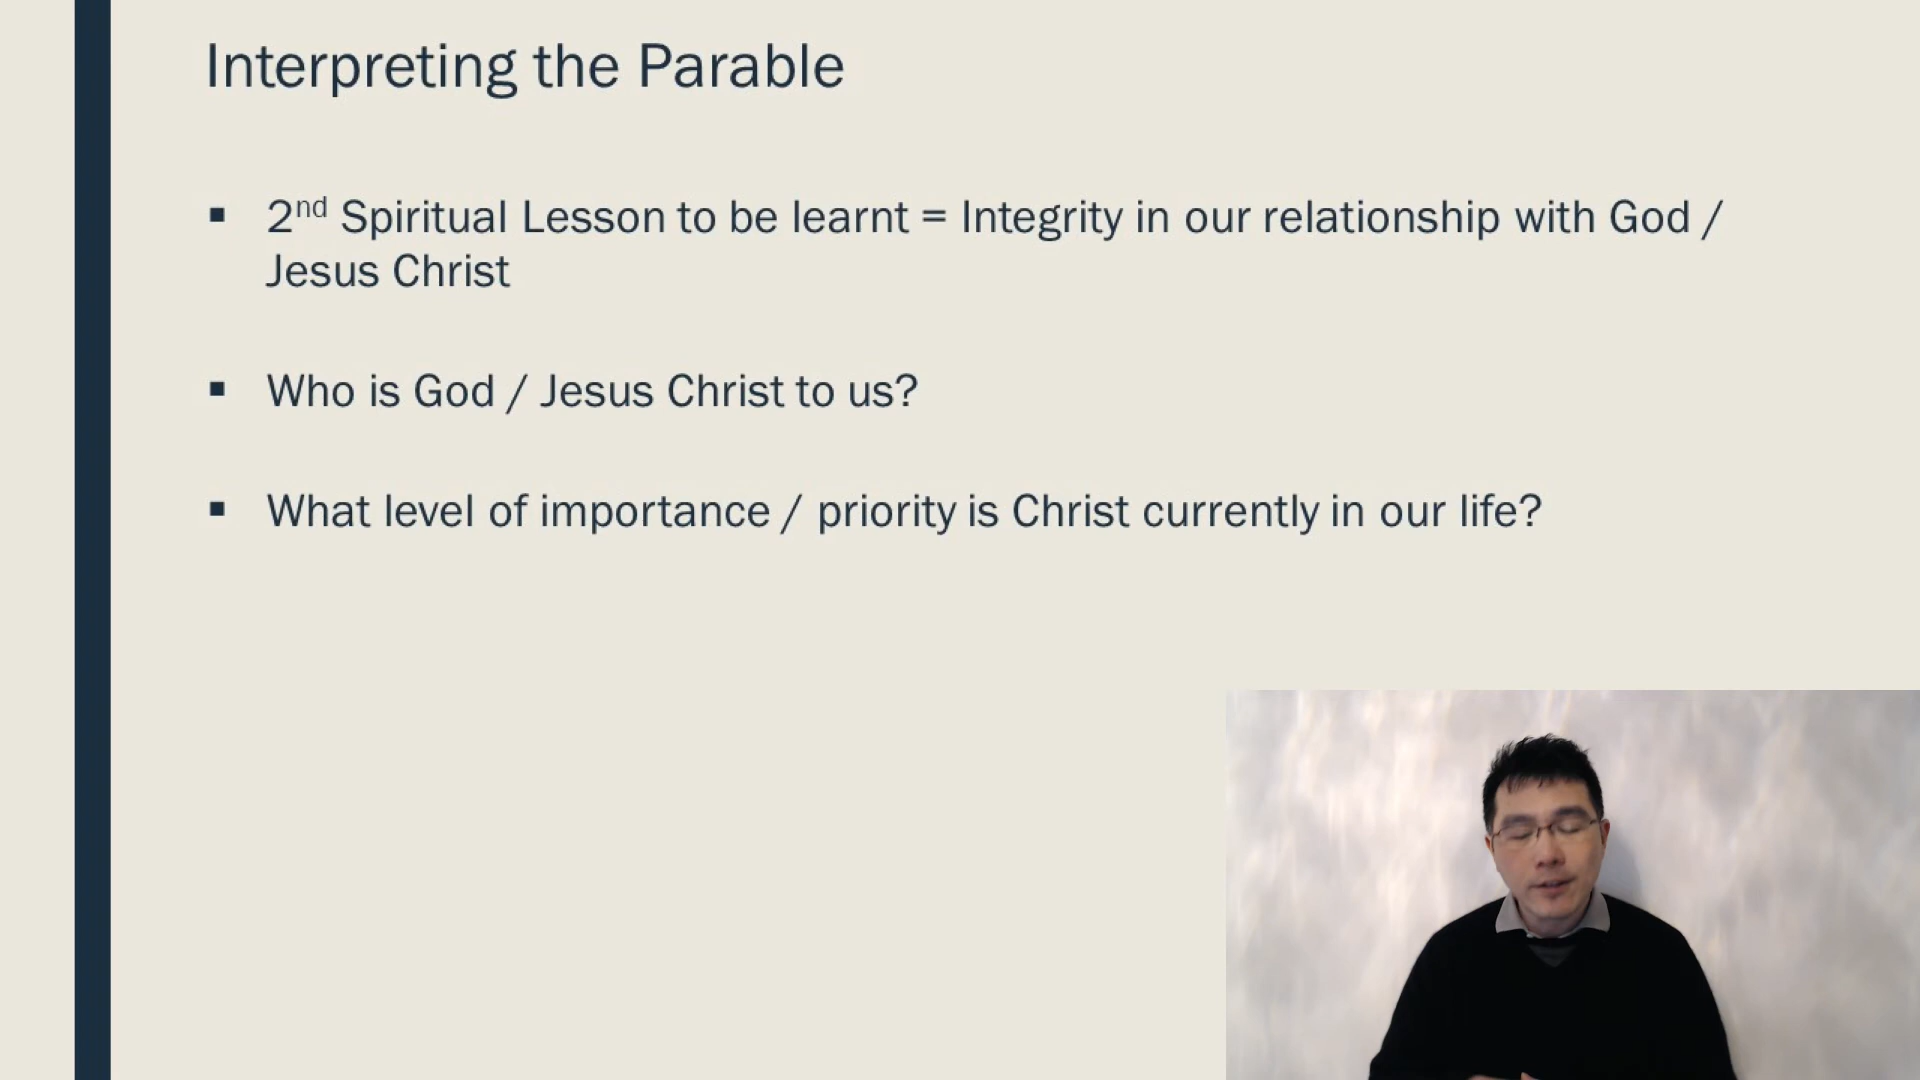 Interpreting the Parable
▪ 2nd Spiritual Lesson to be learnt = Integrity in our relationship with God /
Jesus Christ
▪ Who is God / Jesus Christ to us?
▪ What level of importance / priority is Christ currently in our life?